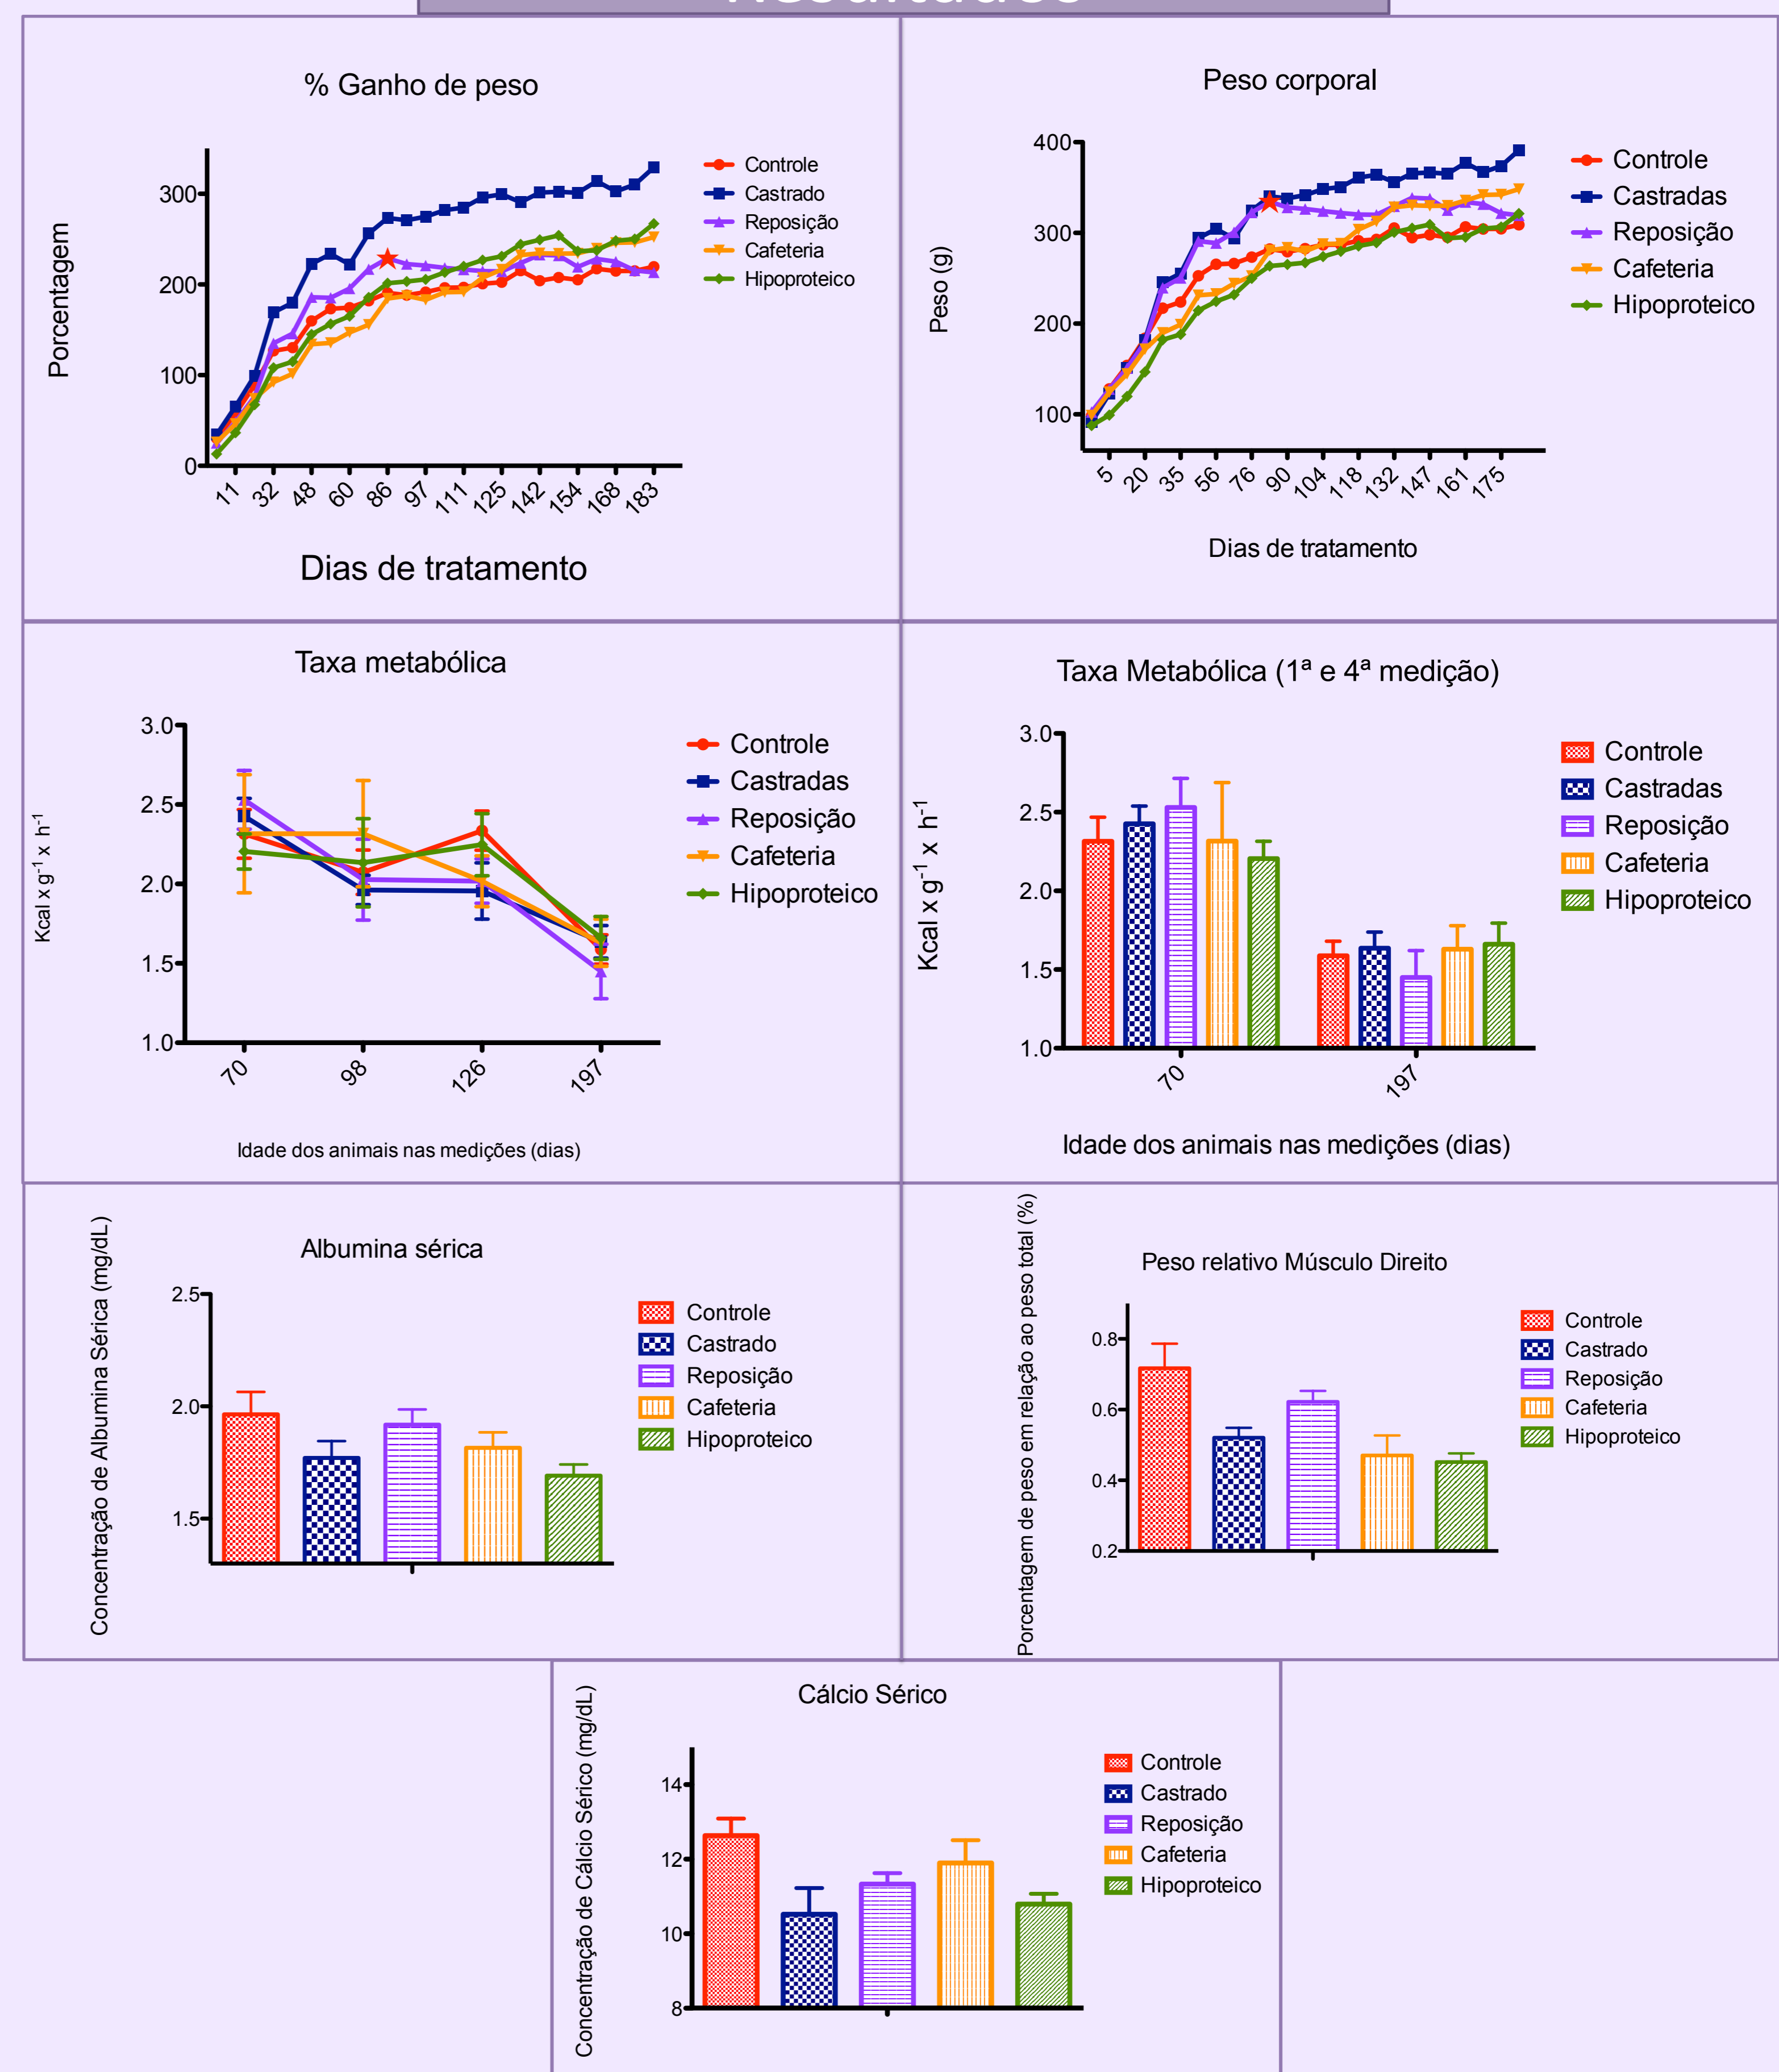 % Ganho de peso
Porcentagem
300
200
100
0
11 32 48 60 86 97 111 125 142 154 168 183
Dias de tratamento
Controle
Castrado
Reposição
Cafeteria
Hipoproteico
Peso corporal
Peso (g)
400
300
200
100
5 20 35 56 76 90 104 118 132 147 161 175
Dias de tratamento
Controle
Castradas
Reposição
Cafeteria
Hipoproteico
Taxa metabólica
Kcal x g-1 x h-1
3.0
2.5
2.0
1.5
1.0
70 98 126 197
Idade dos animais nas medições (dias)
Controle
Castradas
Reposição
Cafeteria
Hipoproteico
Taxa Metabólica (1ª e 4ª medição)
Kcal x g-1 x h-1
3.0
2.5
2.0
1.5
1.0
70 197
Idade dos animais nas medições (dias)
Controle
Castradas
Reposição
Cafeteria
Hipoproteico
Albumina sérica
Concentração de Albumina Sérica (mg/dL)
2.5
2.0
1.5
Controle
Castrado
Reposição
Cafeteria
Hipoproteico
Peso relativo Músculo Direito
Porcentagem de peso em relação ao peso total (%)
0.8
0.6
0.4
0.2
Controle
Castrado
Reposição
Cafeteria
Hipoproteico
Cálcio Sérico
Concentração de Cálcio Sérico (mg/dL)
14
12
10
8
Controle
Castrado
Reposição
Cafeteria
Hipoproteico